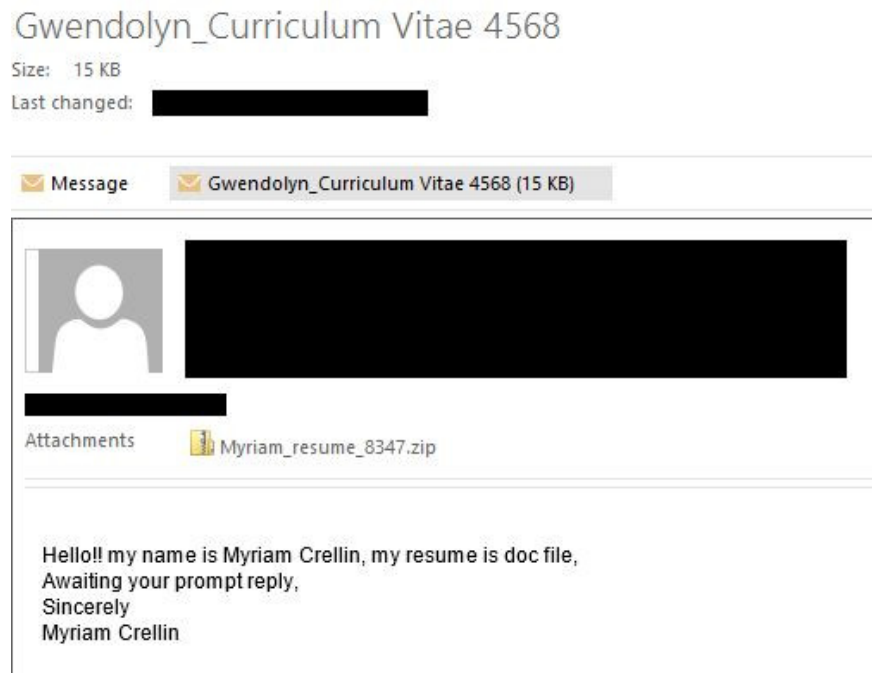 Gwendolyn_Curriculum Vitae 4568
Size: 15 KB
Last changed:
Message Gwendolyn_Curriculum Vitae 4568 (15 KB)
Attachments Myriam_resume_8347.zip
Hello!! my name is Myriam Crellin, my resume is doc file,
Awaiting your prompt reply,
Sincerely
Myriam Crellin